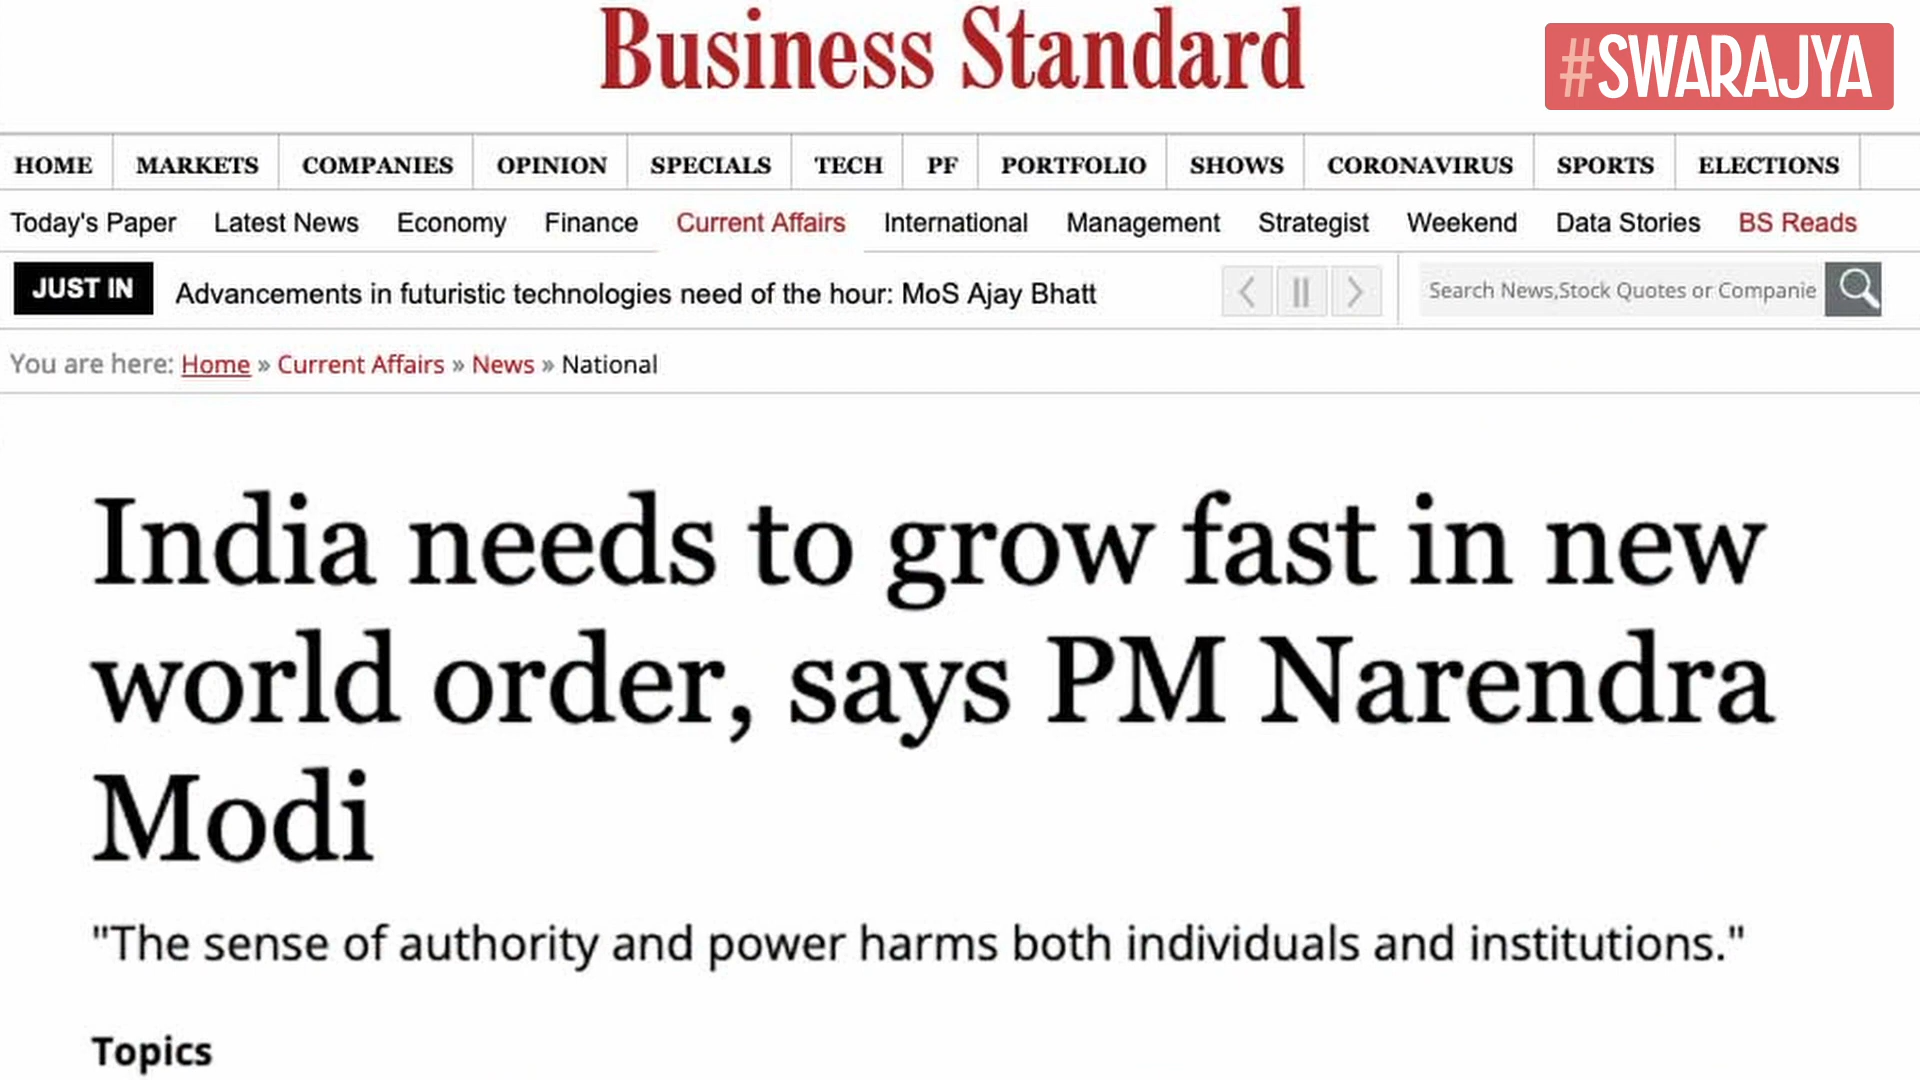 Business Standard
#SWARAJYA
HOME MARKETS COMPANIES OPINION SPECIALS TECH PF PORTFOLIO SHOWS CORONAVIRUS SPORTS ELECTIONS
Today's Paper Latest News Economy Finance Current Affairs International Management Strategist Weekend Data Stories BS Reads
JUST IN Advancements in futuristic technologies need of the hour: MoS Ajay Bhatt Search News,Stock Quotes or Companie
You are here: Home » Current Affairs » News » National
India needs to grow fast in new
world order, says PM Narendra
Modi
"The sense of authority and power harms both individuals and institutions."
Topics